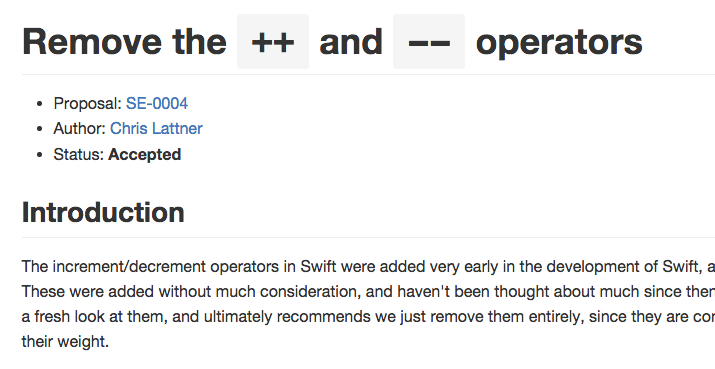 Remove the ++ and -- operators
Proposal: SE-0004
Author: Chris Lattner
Status: Accepted
Introduction
The increment/decrement operators in Swift were added very early in the development of Swift, a
These were added without much consideration, and haven't been thought about much since then
a fresh look at them, and ultimately recommends we just remove them entirely, since they are
their weight.